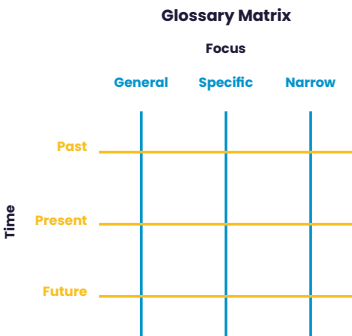 Glossary Matrix
Focus
General Specific Narrow
Past
Present
Future
Time